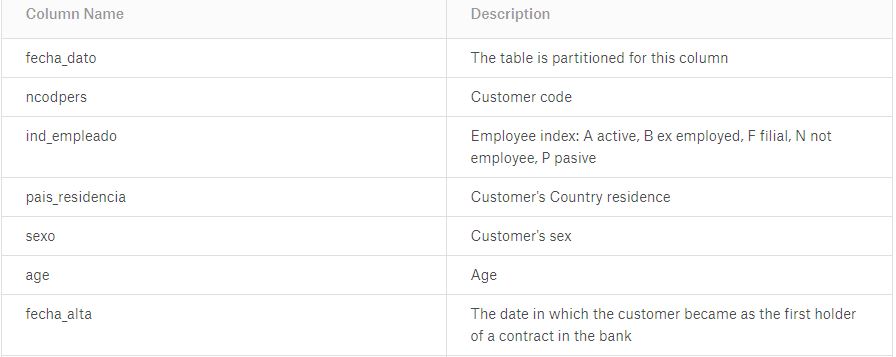 Column Name Description
fecha_dato The table is partitioned for this column
ncodpers Customer code
ind_empleado Employee index: A active, B ex employed, F filial, N not
employee, P pasive
pais_residencia Customer's Country residence
sexo Customer's sex
age Age
fecha_alta The date in which the customer became as the first holder
of a contract in the bank